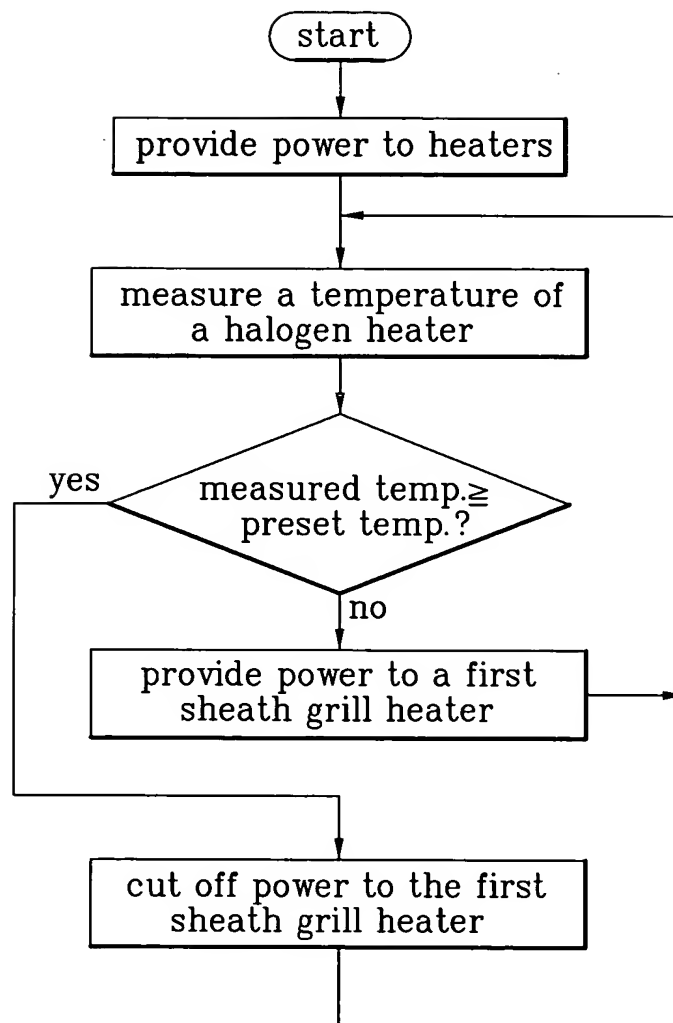 start
provide power to heaters
measure a temperature of
a halogen heater
yes
measured temp.≧
preset temp.?
no
provide power to a first
sheath grill heater
cut off power to the first
sheath grill heater